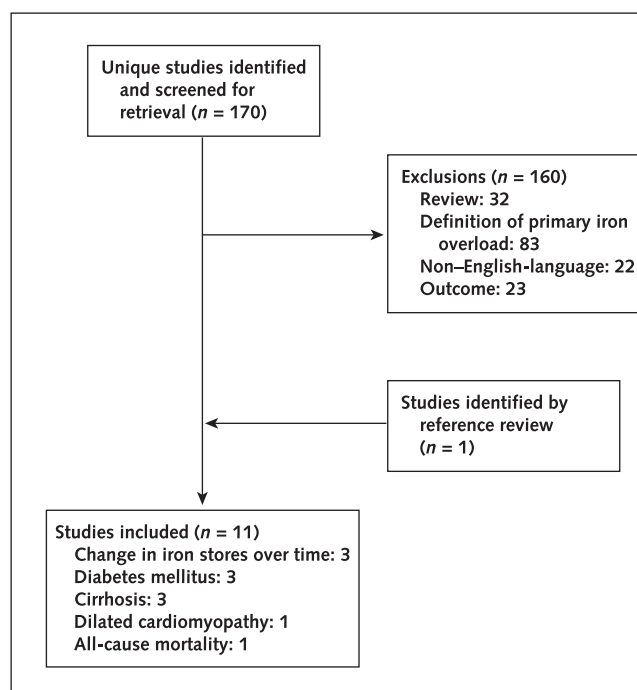 Unique studies identified
and screened for
retrieval (n = 170)
Exclusions (n = 160)
Review: 32
Definition of primary iron
overload: 83
Non–English-language: 22
Outcome: 23
Studies identified by
reference review
(n = 1)
Studies included (n = 11)
Change in iron stores over time: 3
Diabetes mellitus: 3
Cirrhosis: 3
Dilated cardiomyopathy: 1
All-cause mortality: 1